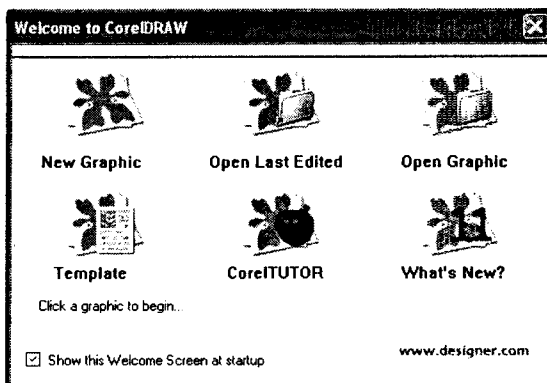 Welcome to CorelDRAW
New Graphic Open Last Edited Open Graphic
11
Template CorelTUTOR What's New?
Click a graphic to begin...
Show this Welcome Screen at startup
www.designer.com